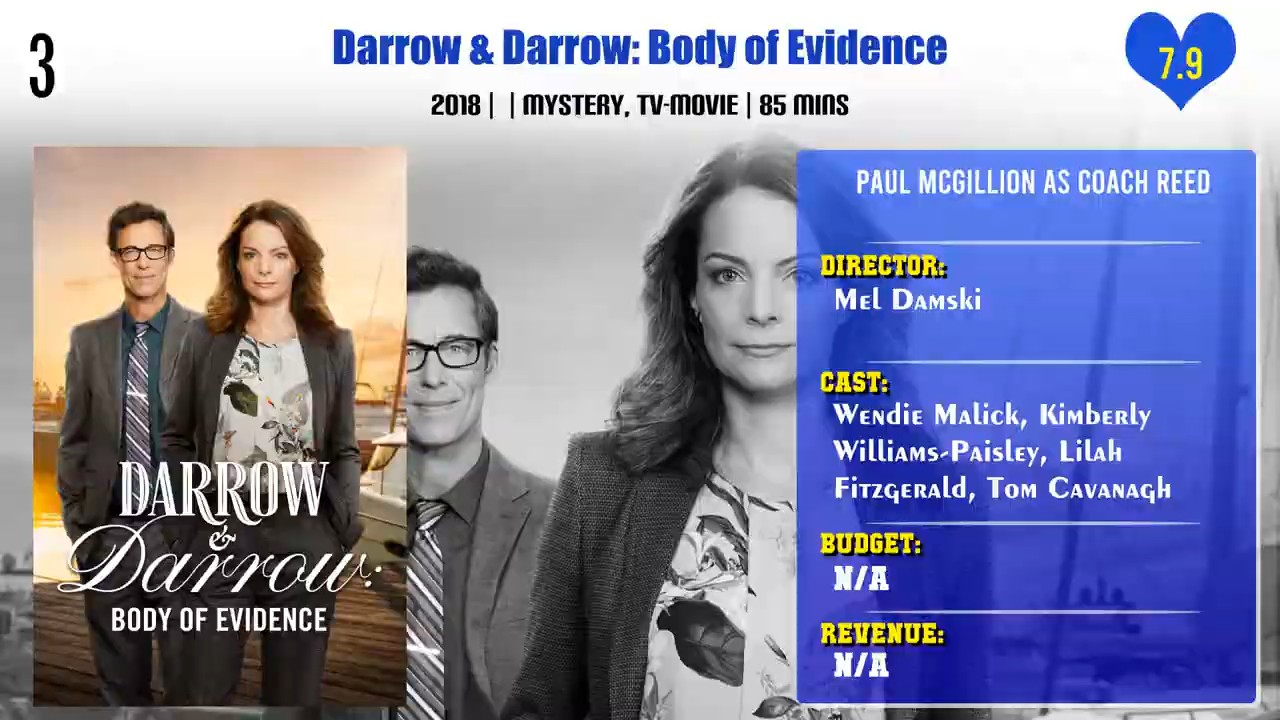 3
Darrow & Darrow: Body of Evidence
7.9
2018 | | MYSTERY, TV-MOVIE | 85 MINS
PAUL MCGILLION AS COACH REED
DIRECTOR:
Mel Damski
CAST:
Wendie Malick, Kimberly
Williams-Paisley, Lilah
Fitzgerald, Tom Cavanagh
BUDGET:
N/A
REVENUE:
N/A
DARROW
&
Darrow:
BODY OF EVIDENCE